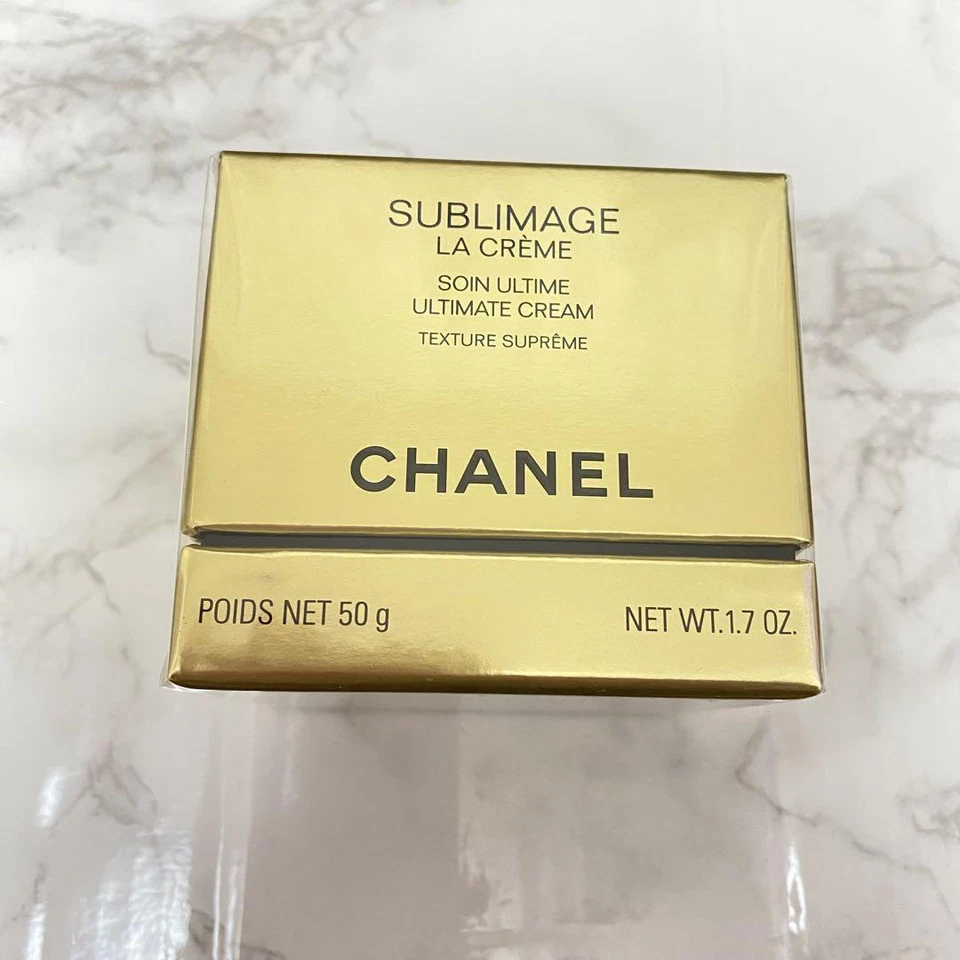 SUBLIMAGE
LA CRÈME
SOIN ULTIME
ULTIMATE CREAM
TEXTURE SUPRÊME
CHANEL
POIDS NET 50 g
NET WT.1.7 OZ.